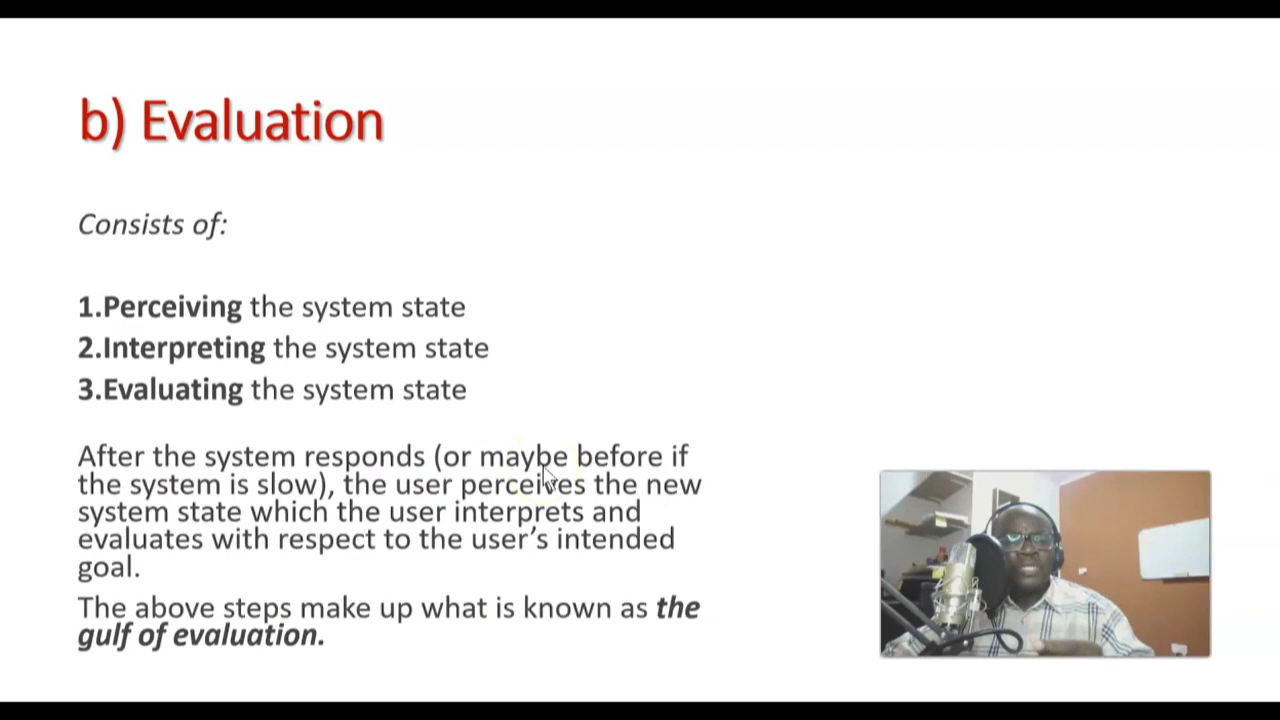 b) Evaluation
Consists of:
1.Perceiving the system state
2.Interpreting the system state
3.Evaluating the system state
After the system responds (or maybe before if
the system is slow), the user perceives the new
system state which the user interprets and
evaluates with respect to the user’s intended
goal.
The above steps make up what is known as the
gulf of evaluation.